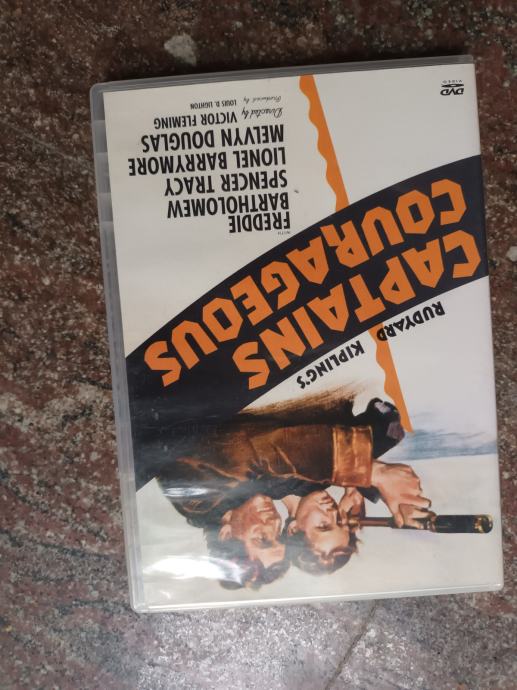 RUDYARD KIPLING'S
CAPTAINS
COURAGEOUS
WITH
FREDDIE
BARTHOLOMEW
SPENCER TRACY
LIONEL BARRYMORE
MELVYN DOUGLAS
Directed by VICTOR FLEMING
Produced by LOUIS D. LIGHTON
DVD
VIDEO